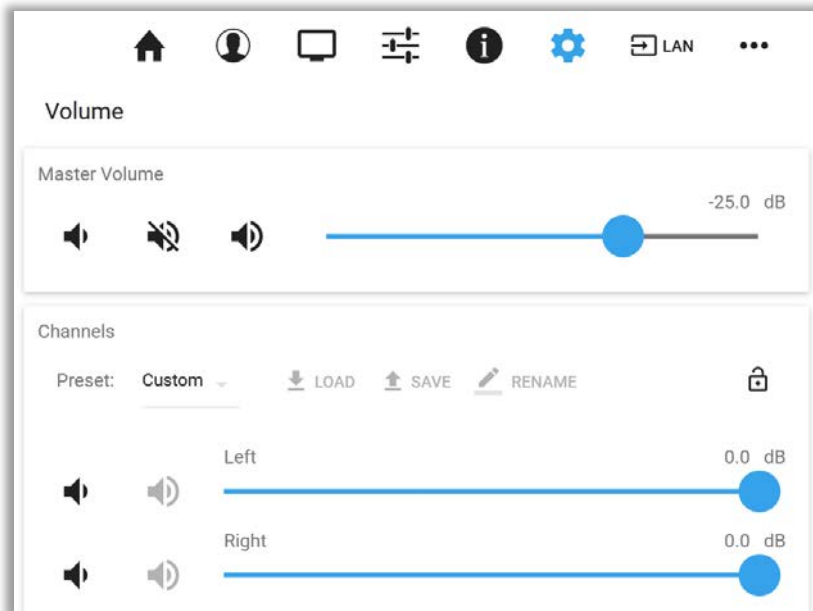 LAN
Volume
Master Volume
-25.0 dB
Channels
Preset: Custom LOAD SAVE RENAME
Left 0.0 dB
Right 0.0 dB